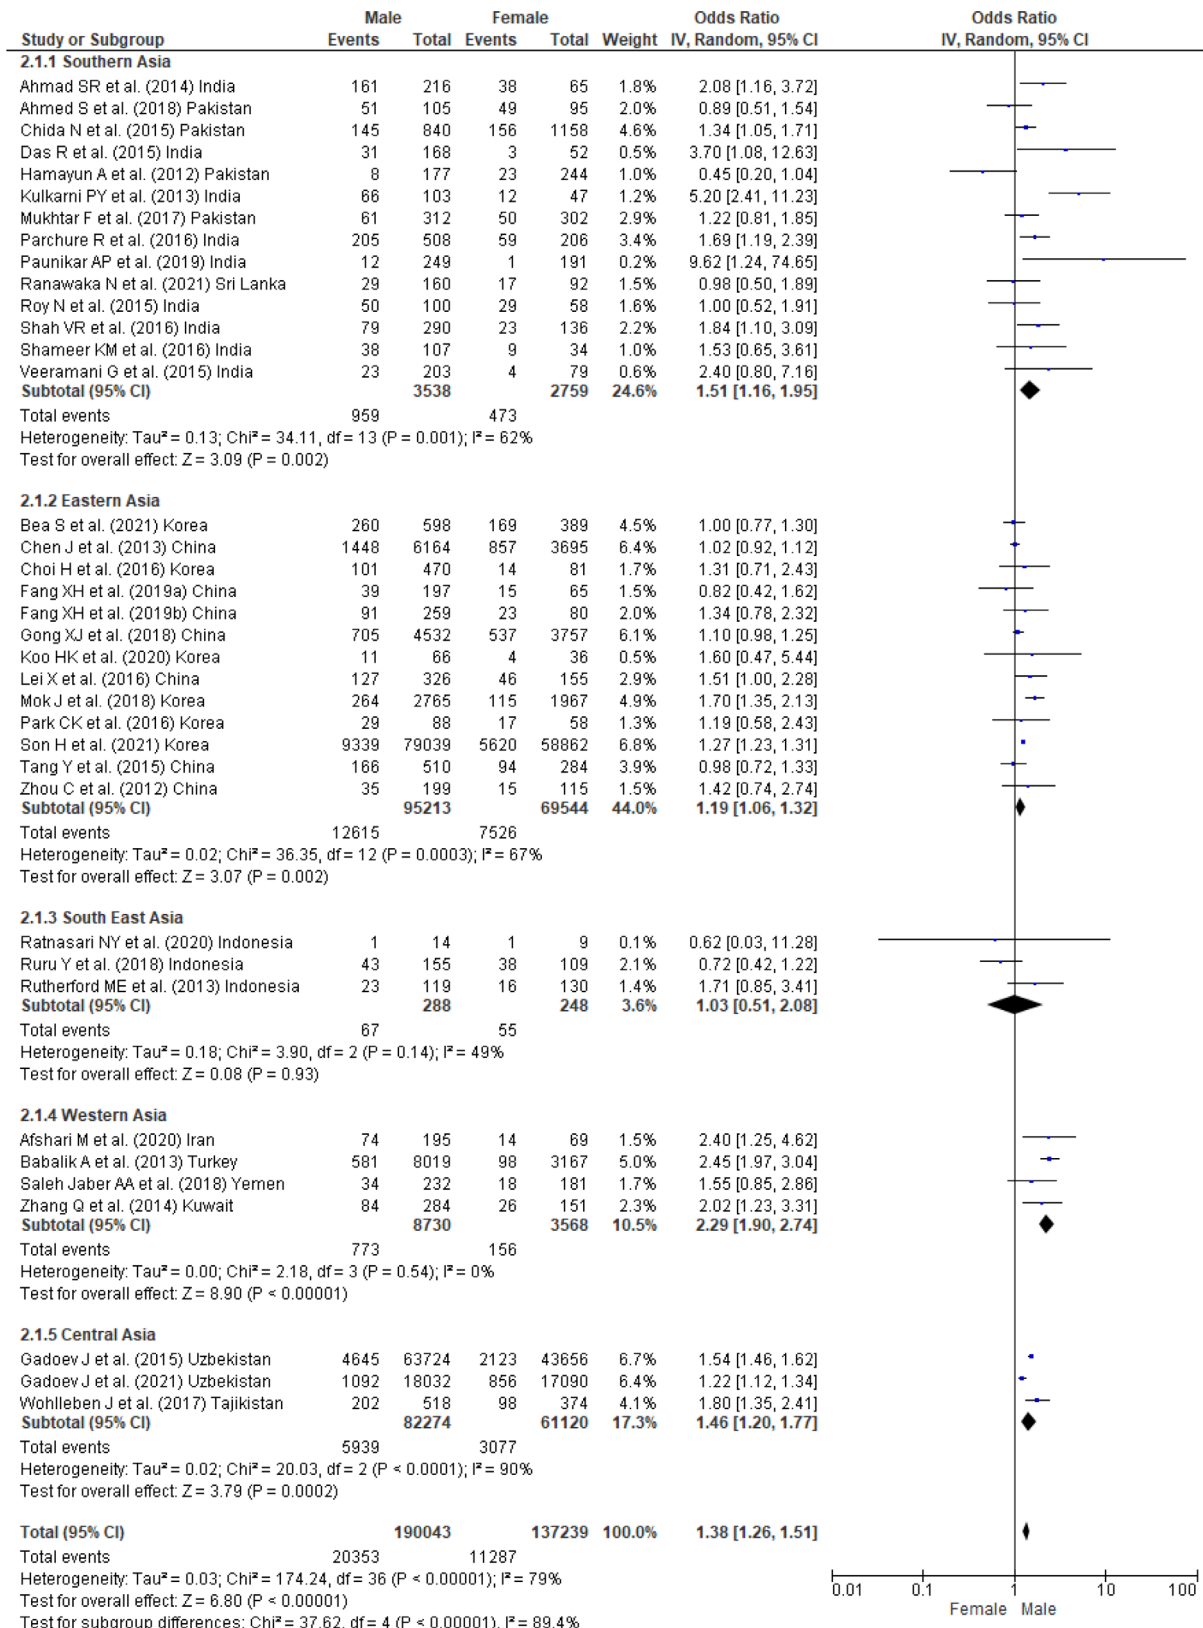 Male Female Odds Ratio Odds Ratio
Study or Subgroup Events Total Events Total Weight IV, Random, 95% CI IV, Random, 95% CI
2.1.1 Southern Asia
Ahmad SR et al. (2014) India 161 216 38 65 1.8% 2.08 [1.16, 3.72]
Ahmed S et al. (2018) Pakistan 51 105 49 95 2.0% 0.89 [0.51, 1.54]
Chida N et al. (2015) Pakistan 145 840 156 1158 4.6% 1.34 [1.05, 1.71]
Das R et al. (2015) India 31 168 3 52 0.5% 3.70 [1.08, 12.63]
Hamayun A et al. (2012) Pakistan 8 177 23 244 1.0% 0.45 [0.20, 1.04]
Kulkarni PY et al. (2013) India 66 103 12 47 1.2% 5.20 [2.41, 11.23]
Mukhtar F et al. (2017) Pakistan 61 312 50 302 2.9% 1.22 [0.81, 1.85]
Parchure R et al. (2016) India 205 508 59 206 3.4% 1.69 [1.19, 2.39]
Paunikar AP et al. (2019) India 12 249 1 191 0.2% 9.62 [1.24, 74.65]
Ranawaka N et al. (2021) Sri Lanka 29 160 17 92 1.5% 0.98 [0.50, 1.89]
Roy N et al. (2015) India 50 100 29 58 1.6% 1.00 [0.52, 1.91]
Shah VR et al. (2016) India 79 290 23 136 2.2% 1.84 [1.10, 3.09]
Shameer KM et al. (2016) India 38 107 9 34 1.0% 1.53 [0.65, 3.61]
Veeramani G et al. (2015) India 23 203 4 79 0.6% 2.40 [0.80, 7.16]
Subtotal (95% CI) 3538 2759 24.6% 1.51 [1.16, 1.95]
Total events 959 473
Heterogeneity: Tau² = 0.13; Chi² = 34.11, df = 13 (P = 0.001); I² = 62%
Test for overall effect: Z = 3.09 (P = 0.002)
2.1.2 Eastern Asia
Bea S et al. (2021) Korea 260 598 169 389 4.5% 1.00 [0.77, 1.30]
Chen J et al. (2013) China 1448 6164 857 3695 6.4% 1.02 [0.92, 1.12]
Choi H et al. (2016) Korea 101 470 14 81 1.7% 1.31 [0.71, 2.43]
Fang XH et al. (2019a) China 39 197 15 65 1.5% 0.82 [0.42, 1.62]
Fang XH et al. (2019b) China 91 259 23 80 2.0% 1.34 [0.78, 2.32]
Gong XJ et al. (2018) China 705 4532 537 3757 6.1% 1.10 [0.98, 1.25]
Koo HK et al. (2020) Korea 11 66 4 36 0.5% 1.60 [0.47, 5.44]
Lei X et al. (2016) China 127 326 46 155 2.9% 1.51 [1.00, 2.28]
Mok J et al. (2018) Korea 264 2765 115 1967 4.9% 1.70 [1.35, 2.13]
Park CK et al. (2016) Korea 29 88 17 58 1.3% 1.19 [0.58, 2.43]
Son H et al. (2021) Korea 9339 79039 5620 58862 6.8% 1.27 [1.23, 1.31]
Tang Y et al. (2015) China 166 510 94 284 3.9% 0.98 [0.72, 1.33]
Zhou C et al. (2012) China 35 199 15 115 1.5% 1.42 [0.74, 2.74]
Subtotal (95% CI) 95213 69544 44.0% 1.19 [1.06, 1.32]
Total events 12615 7526
Heterogeneity: Tau² = 0.02; Chi² = 36.35, df = 12 (P = 0.0003); I² = 67%
Test for overall effect: Z = 3.07 (P = 0.002)
2.1.3 South East Asia
Ratnasari NY et al. (2020) Indonesia 1 14 1 9 0.1% 0.62 [0.03, 11.28]
Ruru Y et al. (2018) Indonesia 43 155 38 109 2.1% 0.72 [0.42, 1.22]
Rutherford ME et al. (2013) Indonesia 23 119 16 130 1.4% 1.71 [0.85, 3.41]
Subtotal (95% CI) 288 248 3.6% 1.03 [0.51, 2.08]
Total events 67 55
Heterogeneity: Tau² = 0.18; Chi² = 3.90, df = 2 (P = 0.14); I² = 49%
Test for overall effect: Z = 0.08 (P = 0.93)
2.1.4 Western Asia
Afshari M et al. (2020) Iran 74 195 14 69 1.5% 2.40 [1.25, 4.62]
Babalik A et al. (2013) Turkey 581 8019 98 3167 5.0% 2.45 [1.97, 3.04]
Saleh Jaber AA et al. (2018) Yemen 34 232 18 181 1.7% 1.55 [0.85, 2.86]
Zhang Q et al. (2014) Kuwait 84 284 26 151 2.3% 2.02 [1.23, 3.31]
Subtotal (95% CI) 8730 3568 10.5% 2.29 [1.90, 2.74]
Total events 773 156
Heterogeneity: Tau² = 0.00; Chi² = 2.18, df = 3 (P = 0.54); I² = 0%
Test for overall effect: Z = 8.90 (P < 0.00001)
2.1.5 Central Asia
Gadoev J et al. (2015) Uzbekistan 4645 63724 2123 43656 6.7% 1.54 [1.46, 1.62]
Gadoev J et al. (2021) Uzbekistan 1092 18032 856 17090 6.4% 1.22 [1.12, 1.34]
Wohlleben J et al. (2017) Tajikistan 202 518 98 374 4.1% 1.80 [1.35, 2.41]
Subtotal (95% CI) 82274 61120 17.3% 1.46 [1.20, 1.77]
Total events 5939 3077
Heterogeneity: Tau² = 0.02; Chi² = 20.03, df = 2 (P < 0.0001); I² = 90%
Test for overall effect: Z = 3.79 (P = 0.0002)
Total (95% CI) 190043 137239 100.0% 1.38 [1.26, 1.51]
Total events 20353 11287
Heterogeneity: Tau² = 0.03; Chi² = 174.24, df = 36 (P < 0.00001); I² = 79%
Test for overall effect: Z = 6.80 (P < 0.00001)
Test for subgroup differences: Chi² = 37.62, df = 4 (P < 0.00001), I² = 89.4%
0.01 0.1 1 10 100
Female Male